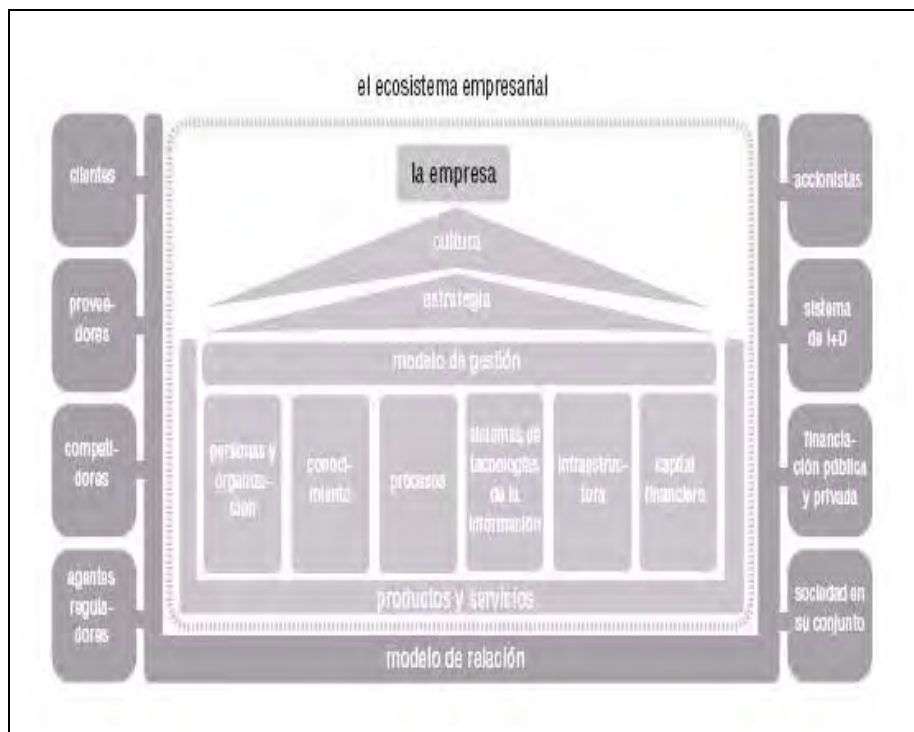 el ecosistema empresarial
clientes
provee-
dores
competi-
dores
agentes
regula-
dores
la empresa
cultura
estrategia
modelo de gestión
personas y
organiza-
ción
conoci-
miento
procesos
sistemas de
tecnologías
de la
información
infraestruc-
tura
capital
financiero
productos y servicios
modelo de relación
accionistas
sistema
de I+D
financia-
ción pública
y privada
sociedad en
su conjunto